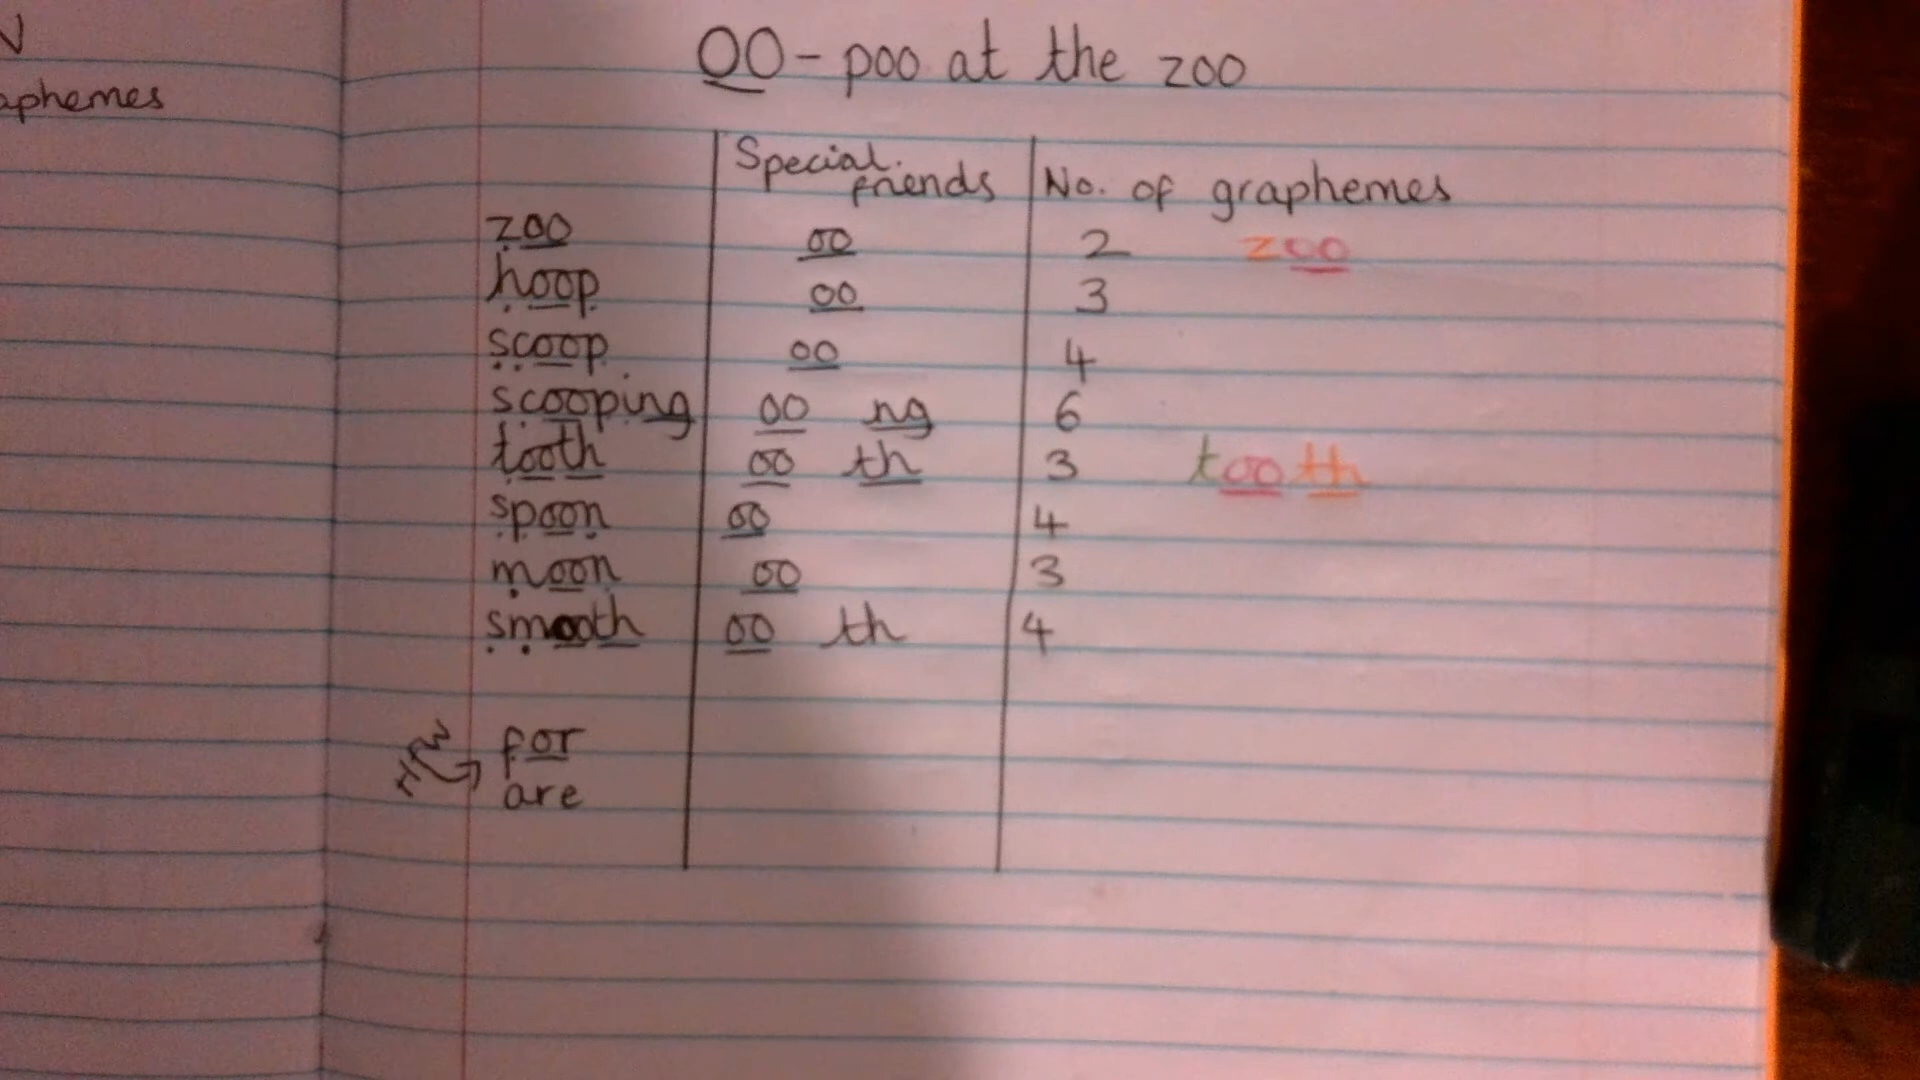 N
aphemes
oo - poo at the zoo
Special friends No. of graphemes
zoo oo 2 zoo
hoop oo 3
scoop oo 4
scooping oo ng 6
tooth oo th 3 tooth
spoon oo 4
moon oo 3
smooth oo th 4
HFW for
are